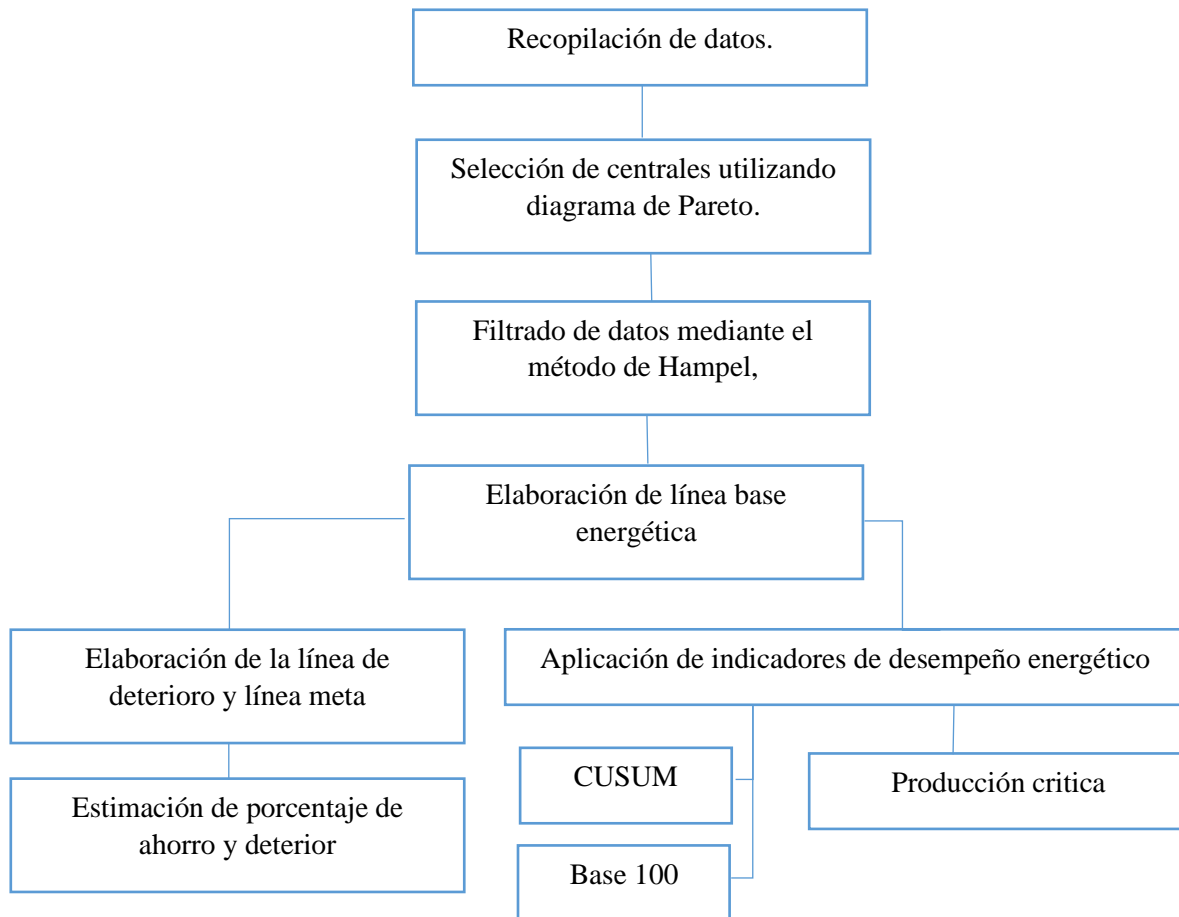 Recopilación de datos.
Selección de centrales utilizando
diagrama de Pareto.
Filtrado de datos mediante el
método de Hampel,
Elaboración de línea base
energética
Elaboración de la línea de
deterioro y línea meta
Aplicación de indicadores de desempeño energético
Estimación de porcentaje de
ahorro y deterior
CUSUM
Producción critica
Base 100